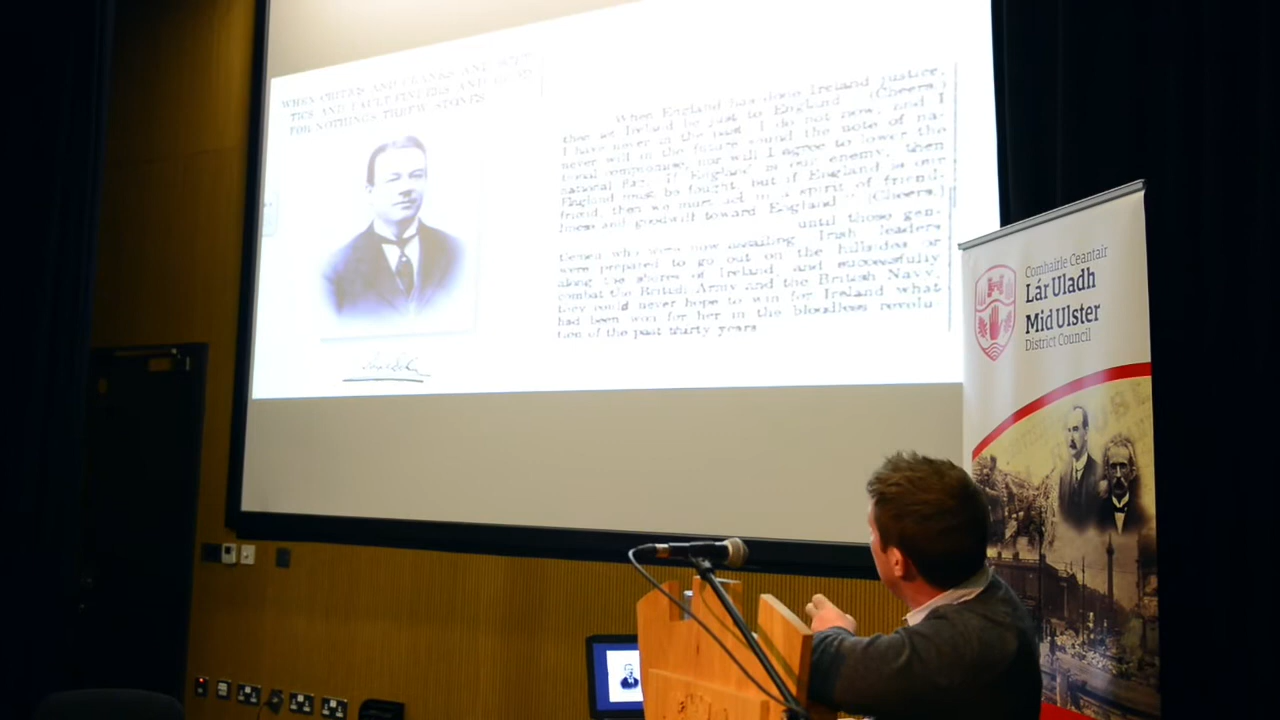 WHEN CRITICS AND CRANKS AND
TICS AND FAULT FINDERS AND
FOR NOTHINGS THROW STONES
When England has done Ireland justice,
then we Ireland be just to England (Cheers.)
I have never in the past, I do not now, and I
never will in the future sound the note of na-
tional compromise, nor will I agree to lower the
national flag. If England is our enemy, then
England must be fought, but if England is our
friend, then we must act in a spirit of friend-
liness and goodwill toward England (Cheers.)
until those gen-
tlemen who were now assailing Irish leaders
were prepared to go out on the hillsides or
along the shores of Ireland, and successfully
combat the British Army and the British Navy,
they could never hope to win for Ireland what
had been won for her in the bloodless revolu-
tion of the past thirty years
Comhairle Ceantair
Lár Uladh
Mid Ulster
District Council